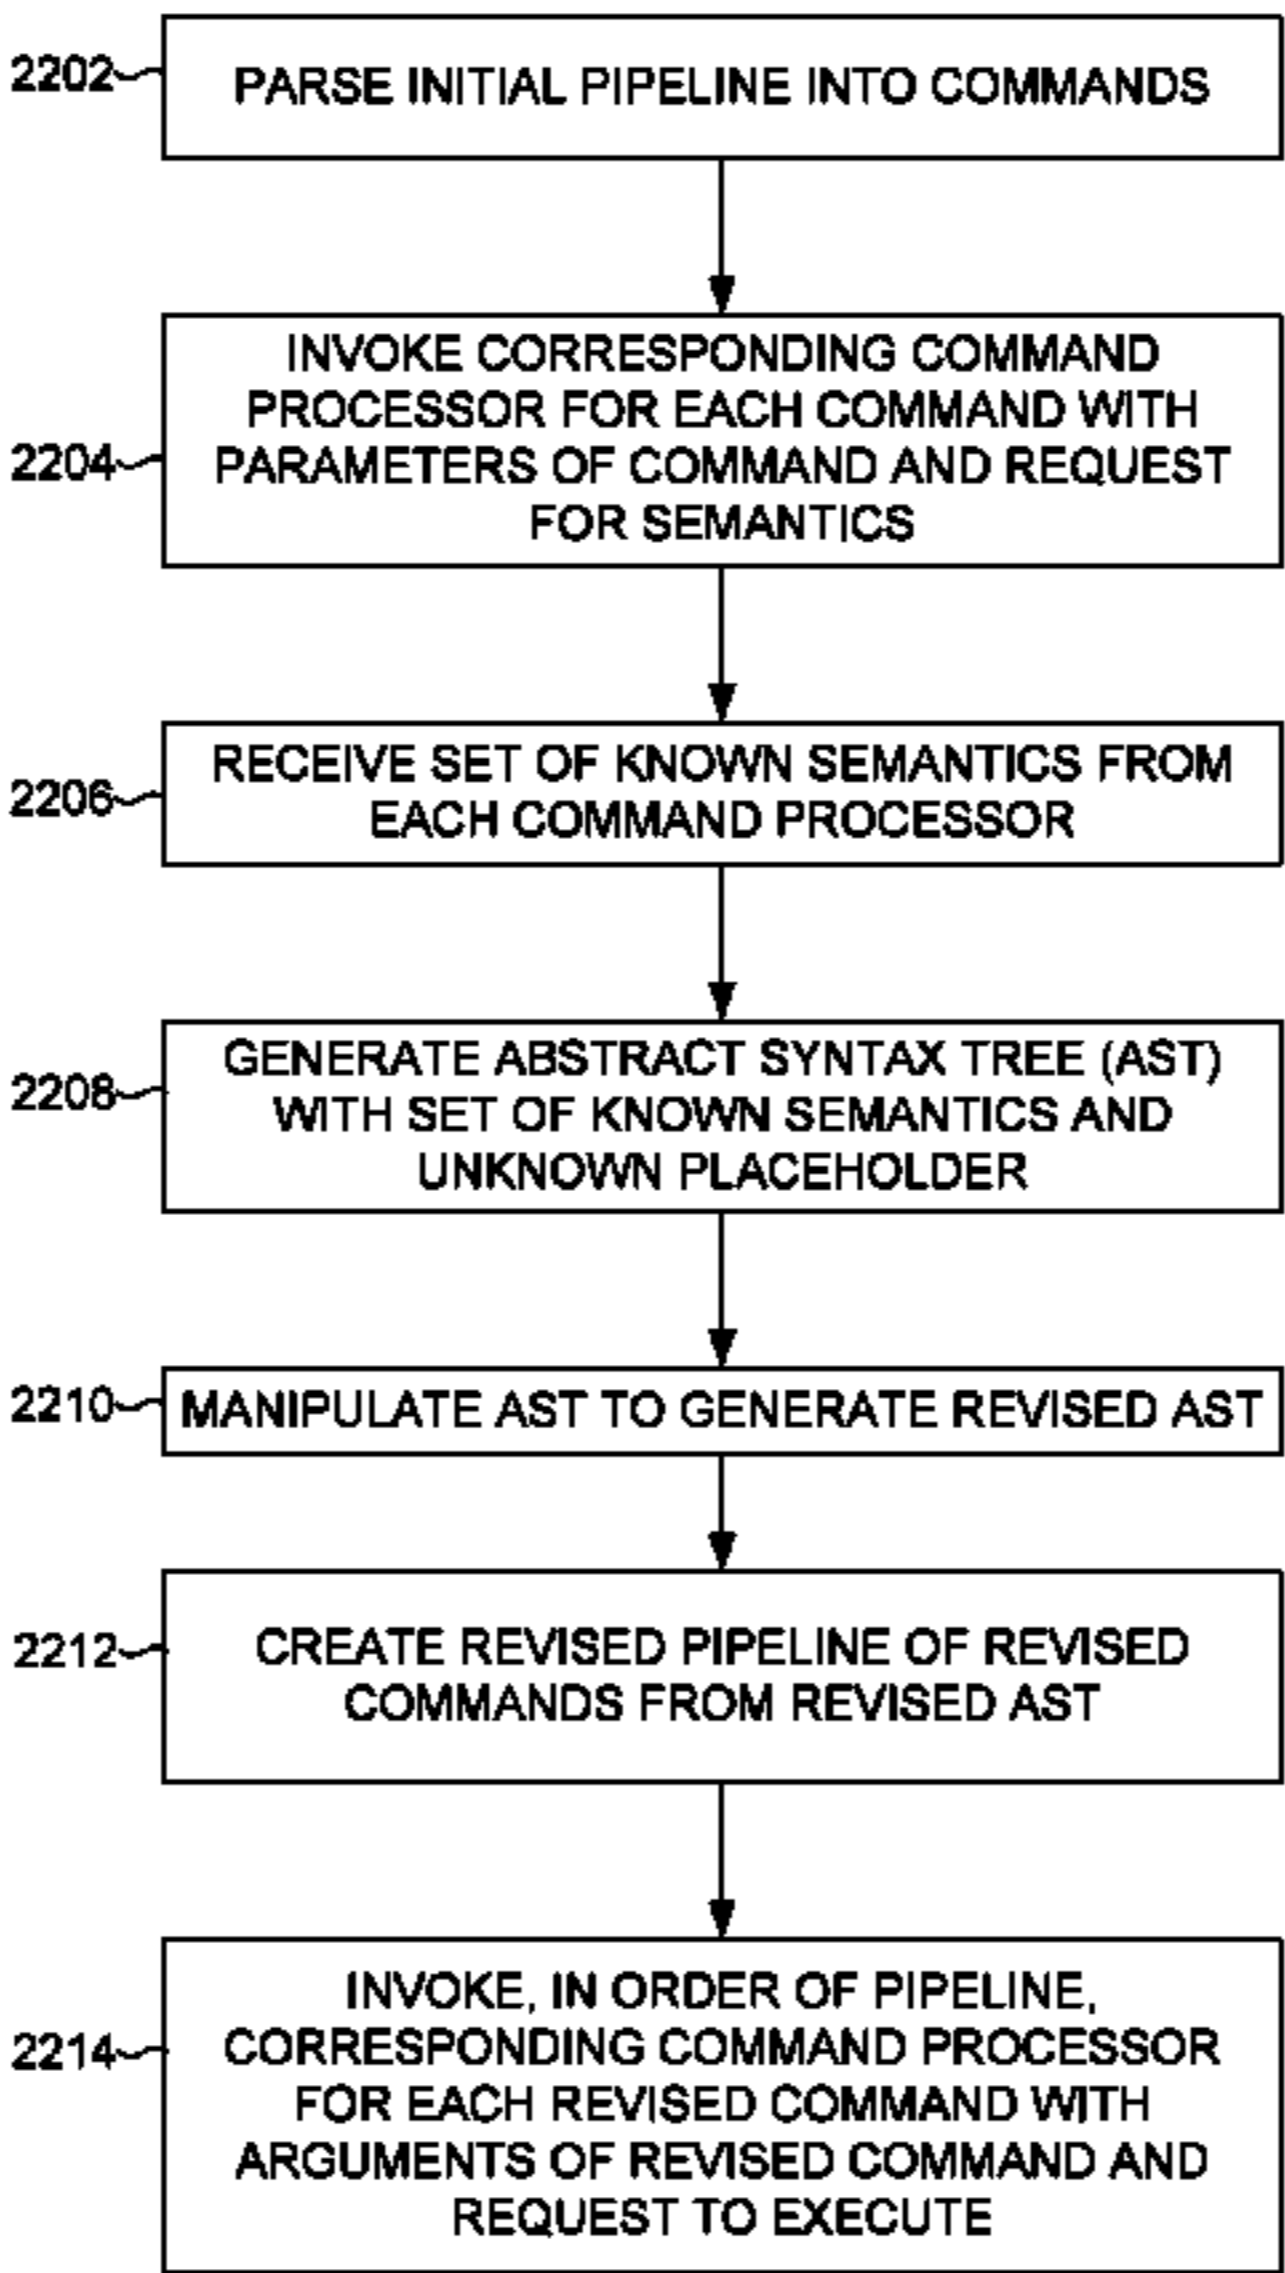 2202
PARSE INITIAL PIPELINE INTO COMMANDS
2204
INVOKE CORRESPONDING COMMAND
PROCESSOR FOR EACH COMMAND WITH
PARAMETERS OF COMMAND AND REQUEST
FOR SEMANTICS
2206
RECEIVE SET OF KNOWN SEMANTICS FROM
EACH COMMAND PROCESSOR
2208
GENERATE ABSTRACT SYNTAX TREE (AST)
WITH SET OF KNOWN SEMANTICS AND
UNKNOWN PLACEHOLDER
2210
MANIPULATE AST TO GENERATE REVISED AST
2212
CREATE REVISED PIPELINE OF REVISED
COMMANDS FROM REVISED AST
2214
INVOKE, IN ORDER OF PIPELINE,
CORRESPONDING COMMAND PROCESSOR
FOR EACH REVISED COMMAND WITH
ARGUMENTS OF REVISED COMMAND AND
REQUEST TO EXECUTE